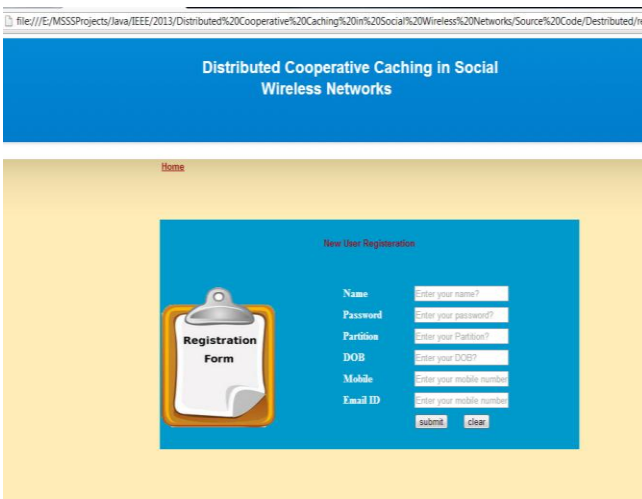 file:///E:/MSSSProjects/Java/IEEE/2013/Distributed%20Cooperative%20Caching%20in%20Social%20Wireless%20Networks/Source%20Code/Destributed/re
Distributed Cooperative Caching in Social
Wireless Networks
Home
New User Registeration
Registration
Form
Name Enter your name?
Password Enter your password?
Partition Enter your Partition?
DOB Enter your DOB?
Mobile Enter your mobile number
Email ID Enter your mobile number
submit clear